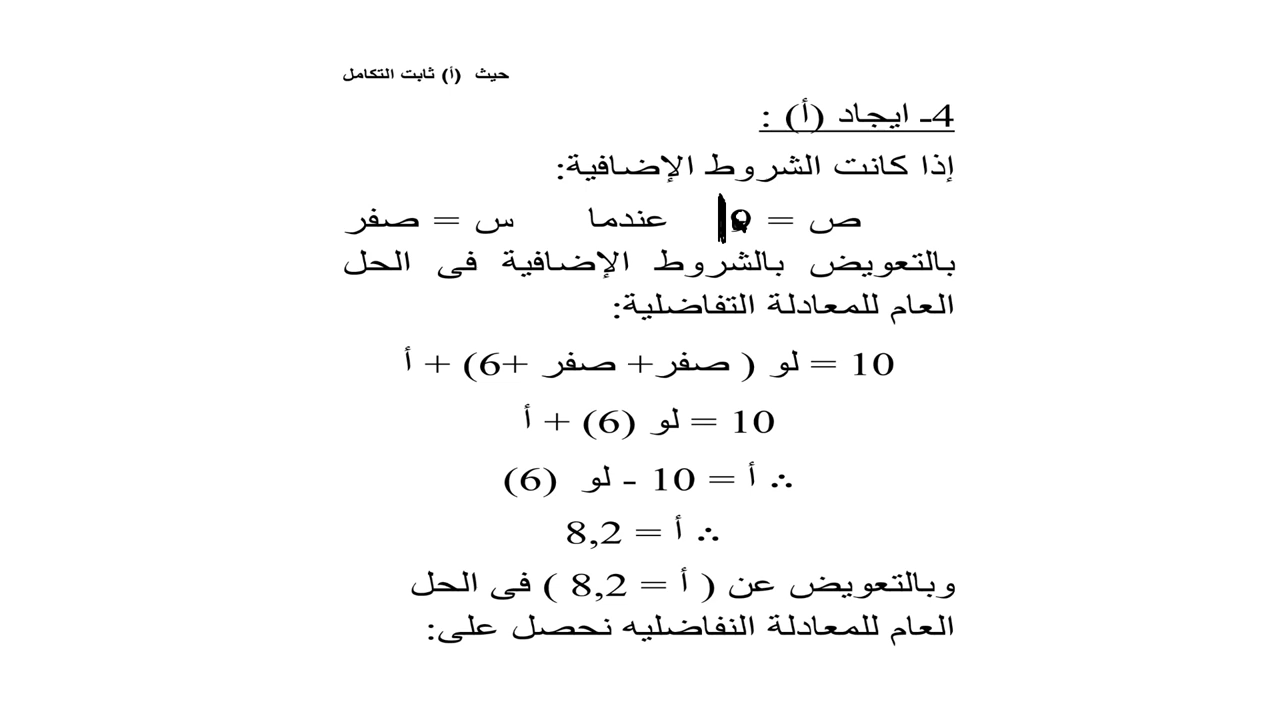 حيث (أ) ثابت التكامل
4ـ ايجاد (أ) :
إذا كانت الشروط الإضافية:
ص = عندما س = صفر
بالتعويض بالشروط الإضافية فى الحل
العام للمعادلة التفاضلية:
10 = لو ( صفر+ صفر +6) + أ
10 = لو (6) + أ
∴ أ = 10 - لو (6)
∴ أ = 8,2
وبالتعويض عن ( أ = 8,2 ) فى الحل
العام للمعادلة النفاضليه نحصل على: